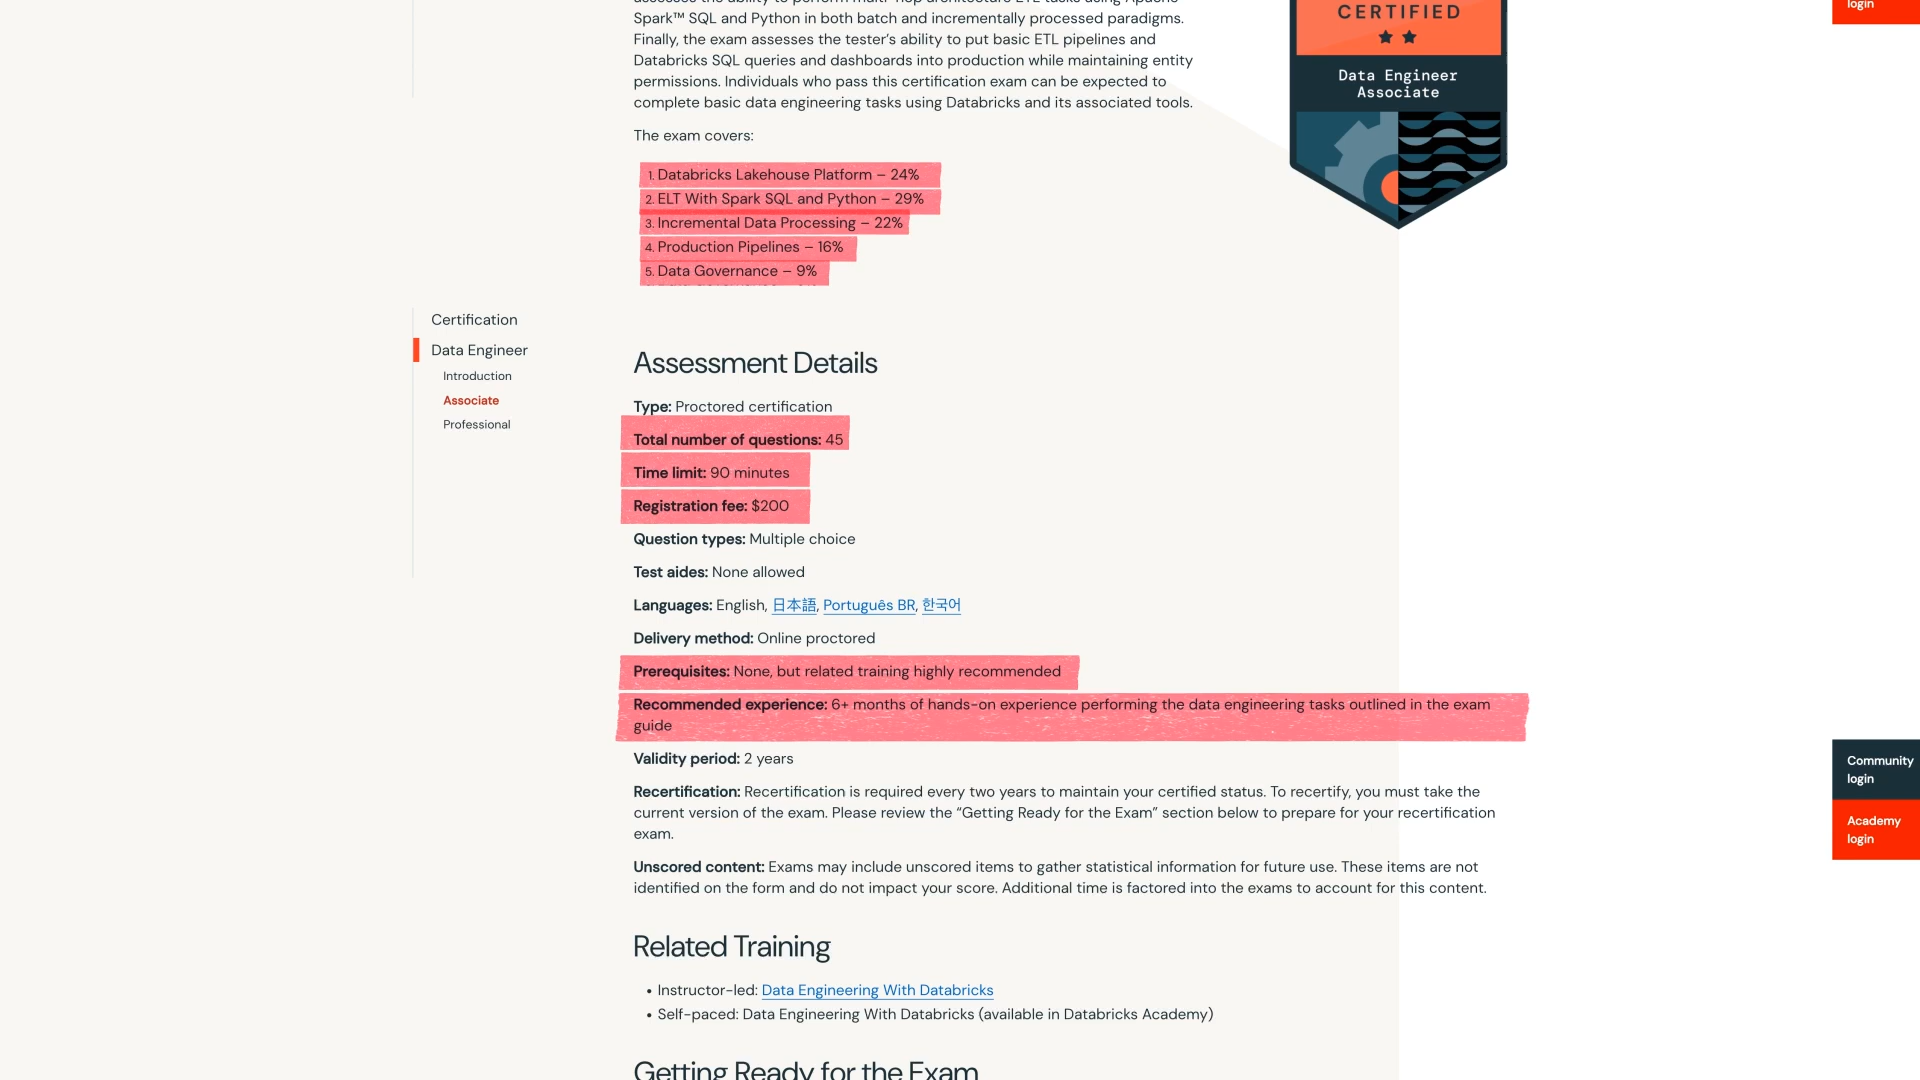 Spark™ SQL and Python in both batch and incrementally processed paradigms.
Finally, the exam assesses the tester's ability to put basic ETL pipelines and
Databricks SQL queries and dashboards into production while maintaining entity
permissions. Individuals who pass this certification exam can be expected to
complete basic data engineering tasks using Databricks and its associated tools.
The exam covers:
1. Databricks Lakehouse Platform – 24%
2. ELT With Spark SQL and Python – 29%
3. Incremental Data Processing – 22%
4. Production Pipelines – 16%
5. Data Governance – 9%
CERTIFIED
Data Engineer
Associate
login
Certification
Data Engineer
Introduction
Associate
Professional
Assessment Details
Type: Proctored certification
Total number of questions: 45
Time limit: 90 minutes
Registration fee: $200
Question types: Multiple choice
Test aides: None allowed
Languages: English, 日本語, Português BR, 한국어
Delivery method: Online proctored
Prerequisites: None, but related training highly recommended
Recommended experience: 6+ months of hands-on experience performing the data engineering tasks outlined in the exam
guide
Validity period: 2 years
Recertification: Recertification is required every two years to maintain your certified status. To recertify, you must take the
current version of the exam. Please review the “Getting Ready for the Exam” section below to prepare for your recertification
exam.
Unscored content: Exams may include unscored items to gather statistical information for future use. These items are not
identified on the form and do not impact your score. Additional time is factored into the exams to account for this content.
Related Training
• Instructor-led: Data Engineering With Databricks
• Self-paced: Data Engineering With Databricks (available in Databricks Academy)
Getting Ready for the Exam
Community
login
Academy
login